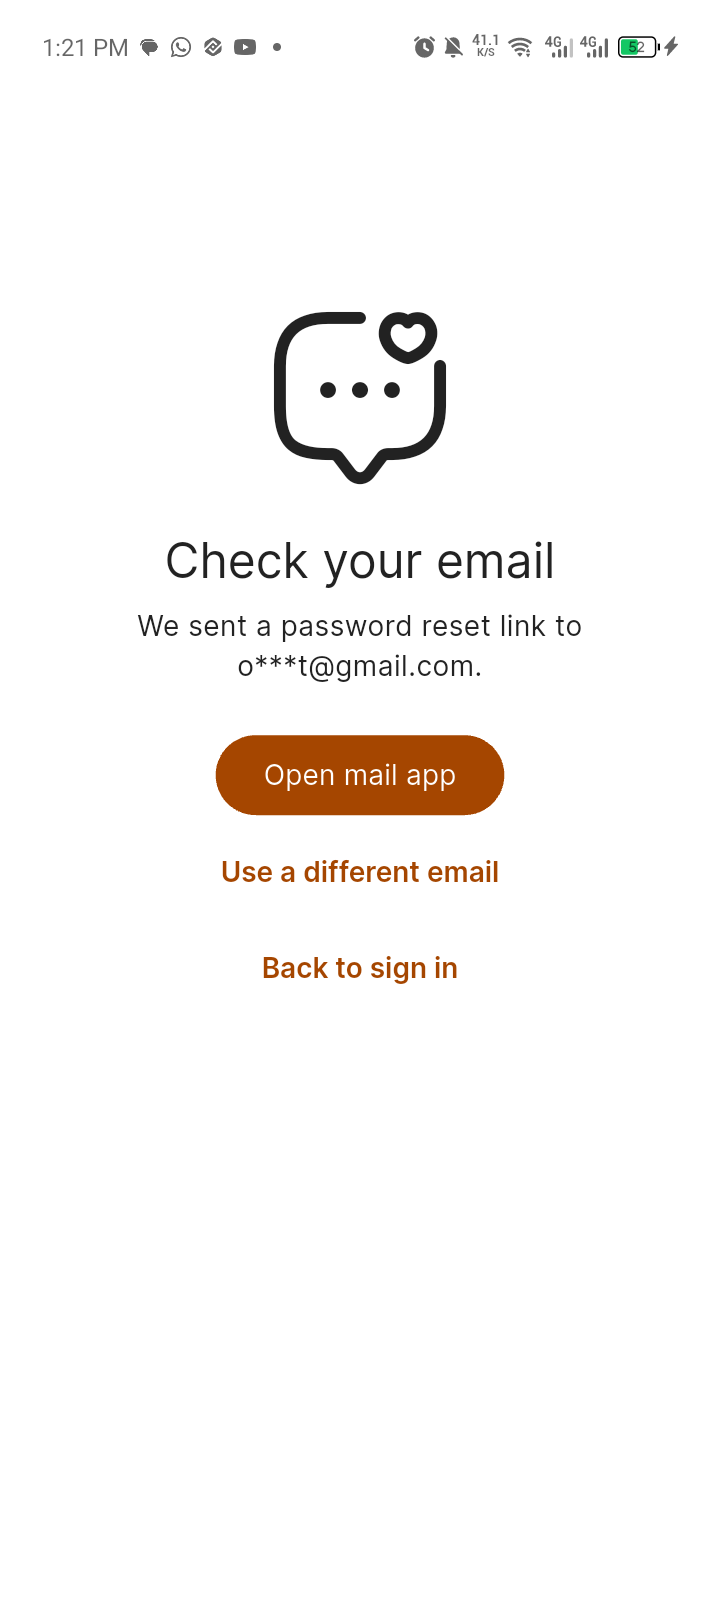 1:21 PM 41.1 K/S 4G 4G 52
Check your email
We sent a password reset link to
o***t@gmail.com.
Open mail app
Use a different email
Back to sign in